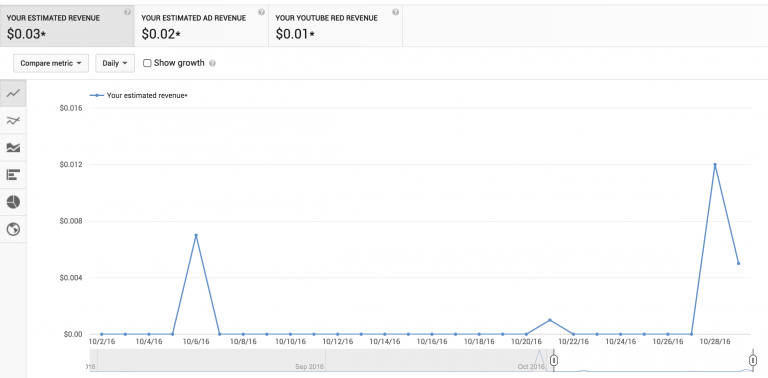 YOUR ESTIMATED REVENUE ? YOUR ESTIMATED AD REVENUE ? YOUR YOUTUBE RED REVENUE ?
$0.03* $0.02* $0.01*
Compare metric Daily Show growth ?
Your estimated revenue*
$0.016
$0.012
$0.008
$0.004
$0.00
10/2/16 10/4/16 10/6/16 10/8/16 10/10/16 10/12/16 10/14/16 10/16/16 10/18/16 10/20/16 10/22/16 10/24/16 10/26/16 10/28/16
Sep 2016 Oct 2016